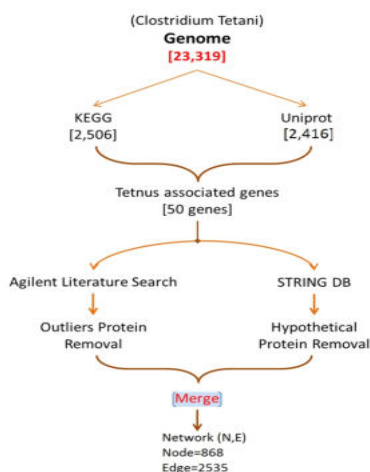 (Clostridium Tetani)
Genome
[23,319]
KEGG
[2,506]
Uniprot
[2,416]
Tetnus associated genes
[50 genes]
Agilent Literature Search
STRING DB
Outliers Protein
Removal
Hypothetical
Protein Removal
[Merge]
Network (N,E)
Node=868
Edge=2535